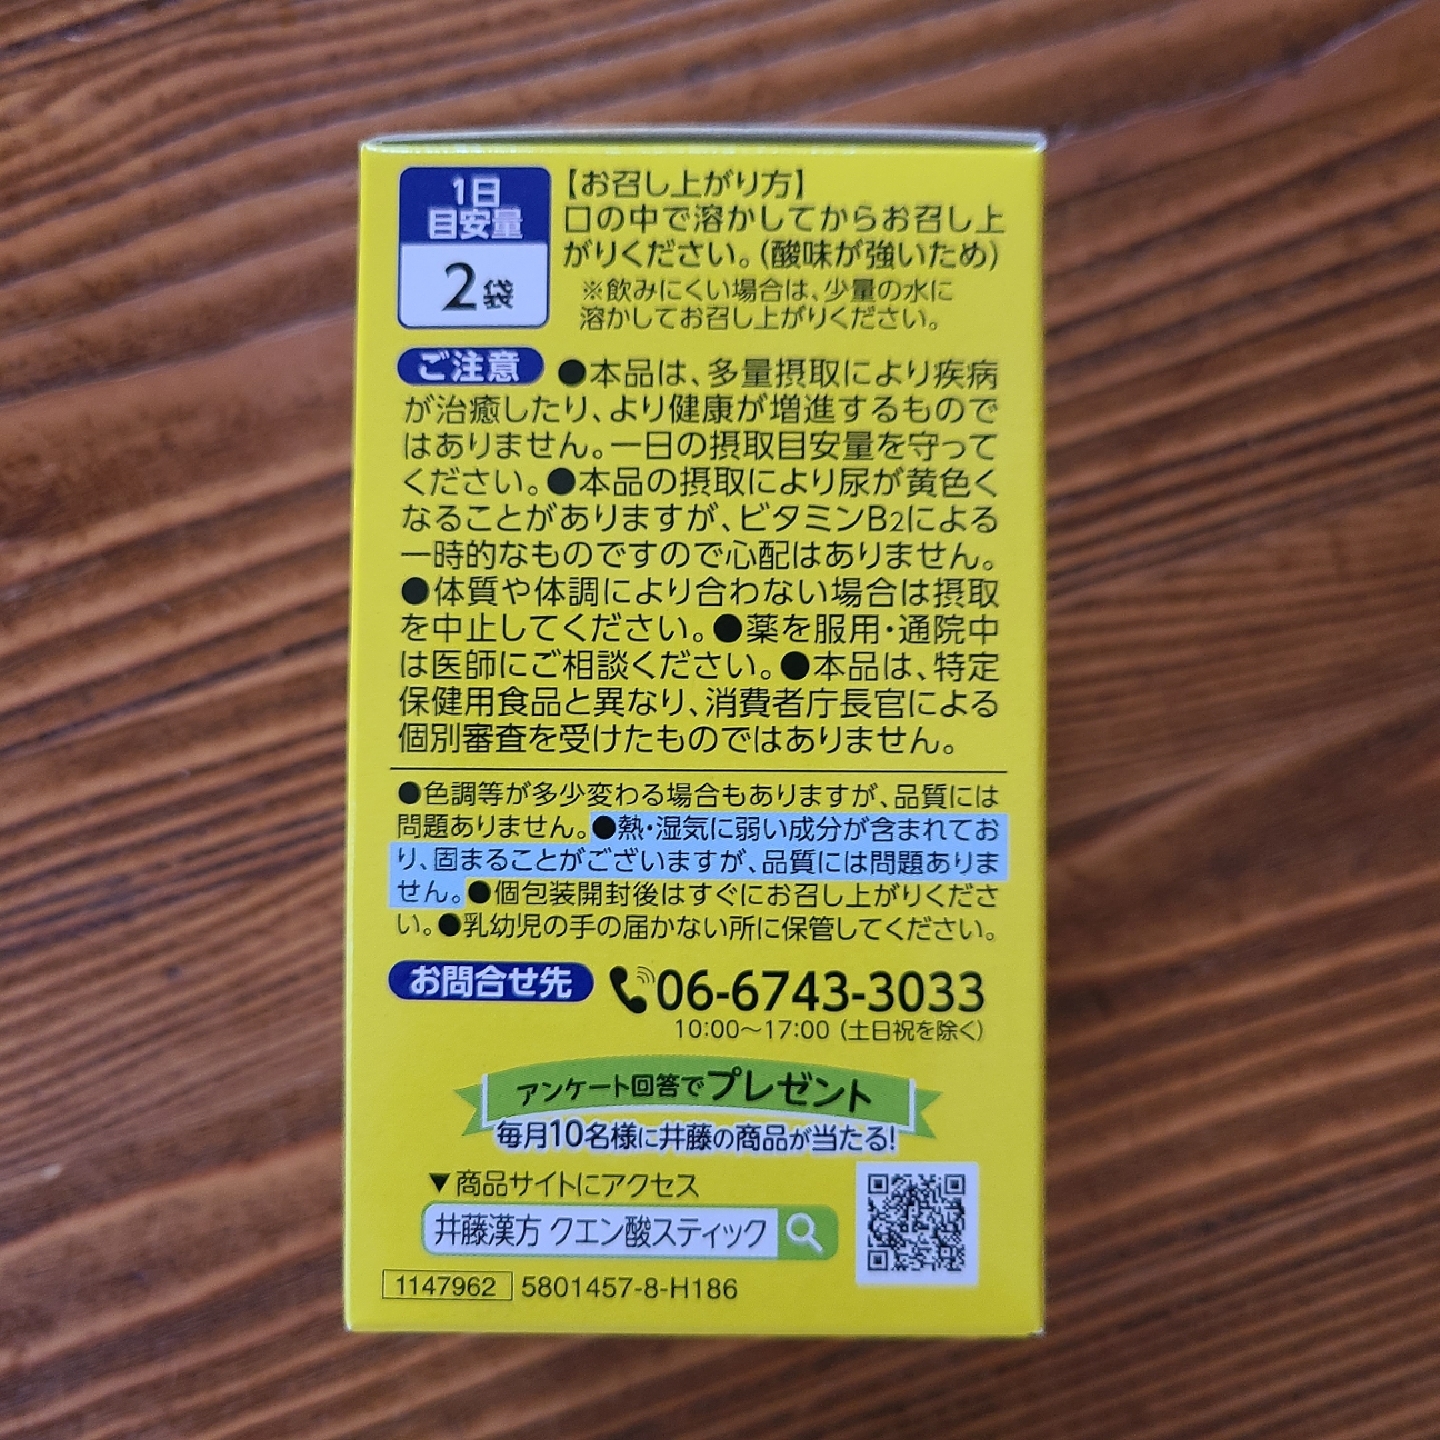 1日
目安量
2袋
【お召し上がり方】
口の中で溶かしてからお召し上
がりください。(酸味が強いため)
※飲みにくい場合は、少量の水に
溶かしてお召し上がりください。
ご注意 ●本品は、多量摂取により疾病
が治癒したり、より健康が増進するもので
はありません。一日の摂取目安量を守って
ください。●本品の摂取により尿が黄色く
なることがありますが、ビタミンB2による
一時的なものですので心配はありません。
●体質や体調により合わない場合は摂取
を中止してください。●薬を服用・通院中
は医師にご相談ください。●本品は、特定
保健用食品と異なり、消費者庁長官による
個別審査を受けたものではありません。
●色調等が多少変わる場合もありますが、品質には
問題ありません。●熱・湿気に弱い成分が含まれてお
り、固まることがございますが、品質には問題ありま
せん。●個包装開封後はすぐにお召し上がりくださ
い。●乳幼児の手の届かない所に保管してください。
お問合せ先 06-6743-3033
10:00〜17:00 (土日祝を除く)
アンケート回答でプレゼント
毎月10名様に井藤の商品が当たる!
▼商品サイトにアクセス
井藤漢方 クエン酸スティック
1147962 5801457-8-H186